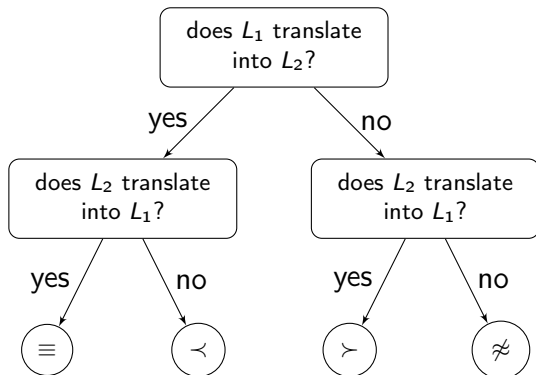 does L₁ translate
into L₂?
yes
no
does L₂ translate
into L₁?
does L₂ translate
into L₁?
yes
no
yes
no
≡
≺
≻
≉